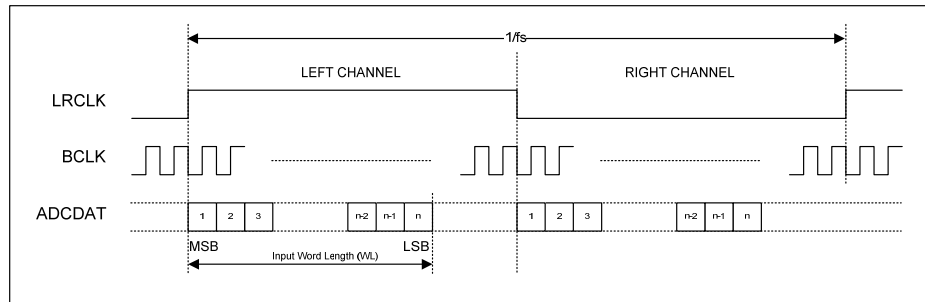 1/fs
LEFT CHANNEL RIGHT CHANNEL
LRCLK
BCLK
ADCDAT 1 2 3 n-2 n-1 n 1 2 3 n-2 n-1 n
MSB LSB
Input Word Length (WL)